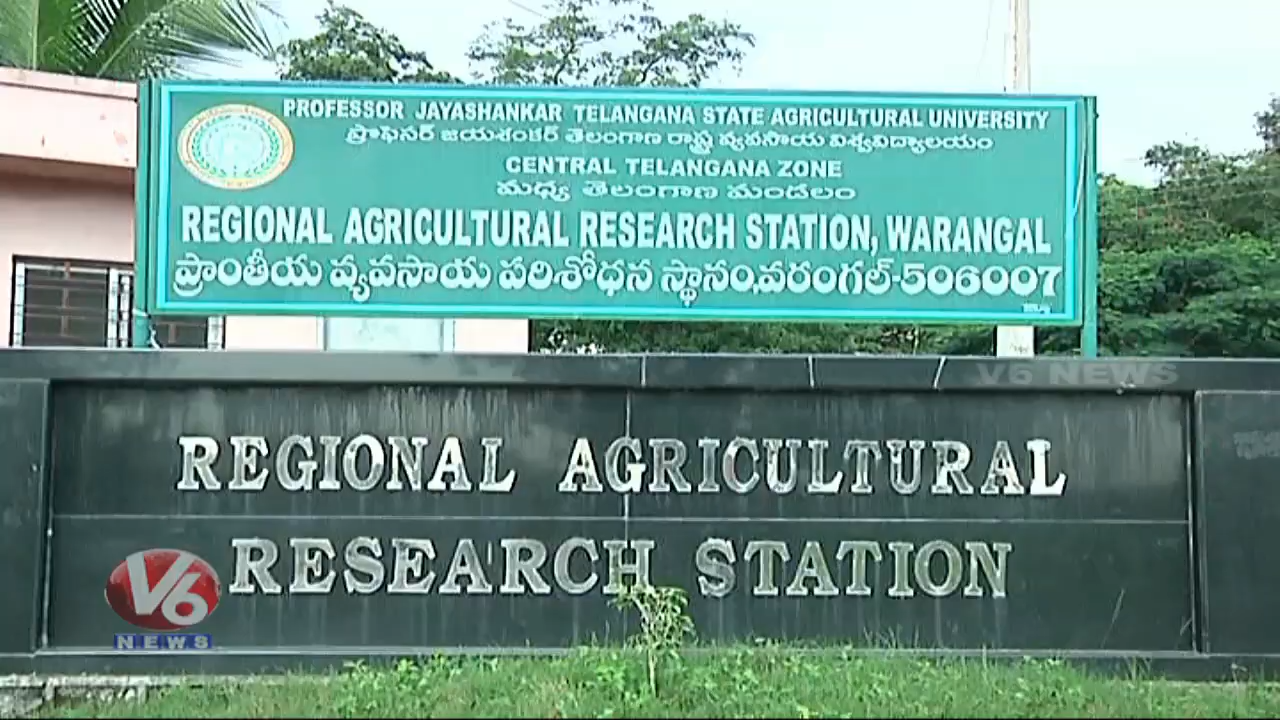 PROFESSOR JAYASHANKAR TELANGANA STATE AGRICULTURAL UNIVERSITY
ప్రొఫెసర్ జయశంకర్ తెలంగాణ రాష్ట్ర వ్యవసాయ విశ్వవిద్యాలయం
CENTRAL TELANGANA ZONE
మధ్య తెలంగాణ మండలం
REGIONAL AGRICULTURAL RESEARCH STATION, WARANGAL
ప్రాంతీయ వ్యవసాయ పరిశోధన స్థానం,వరంగల్-506007
V6 NEWS
REGIONAL AGRICULTURAL
RESEARCH STATION
V6
NEWS